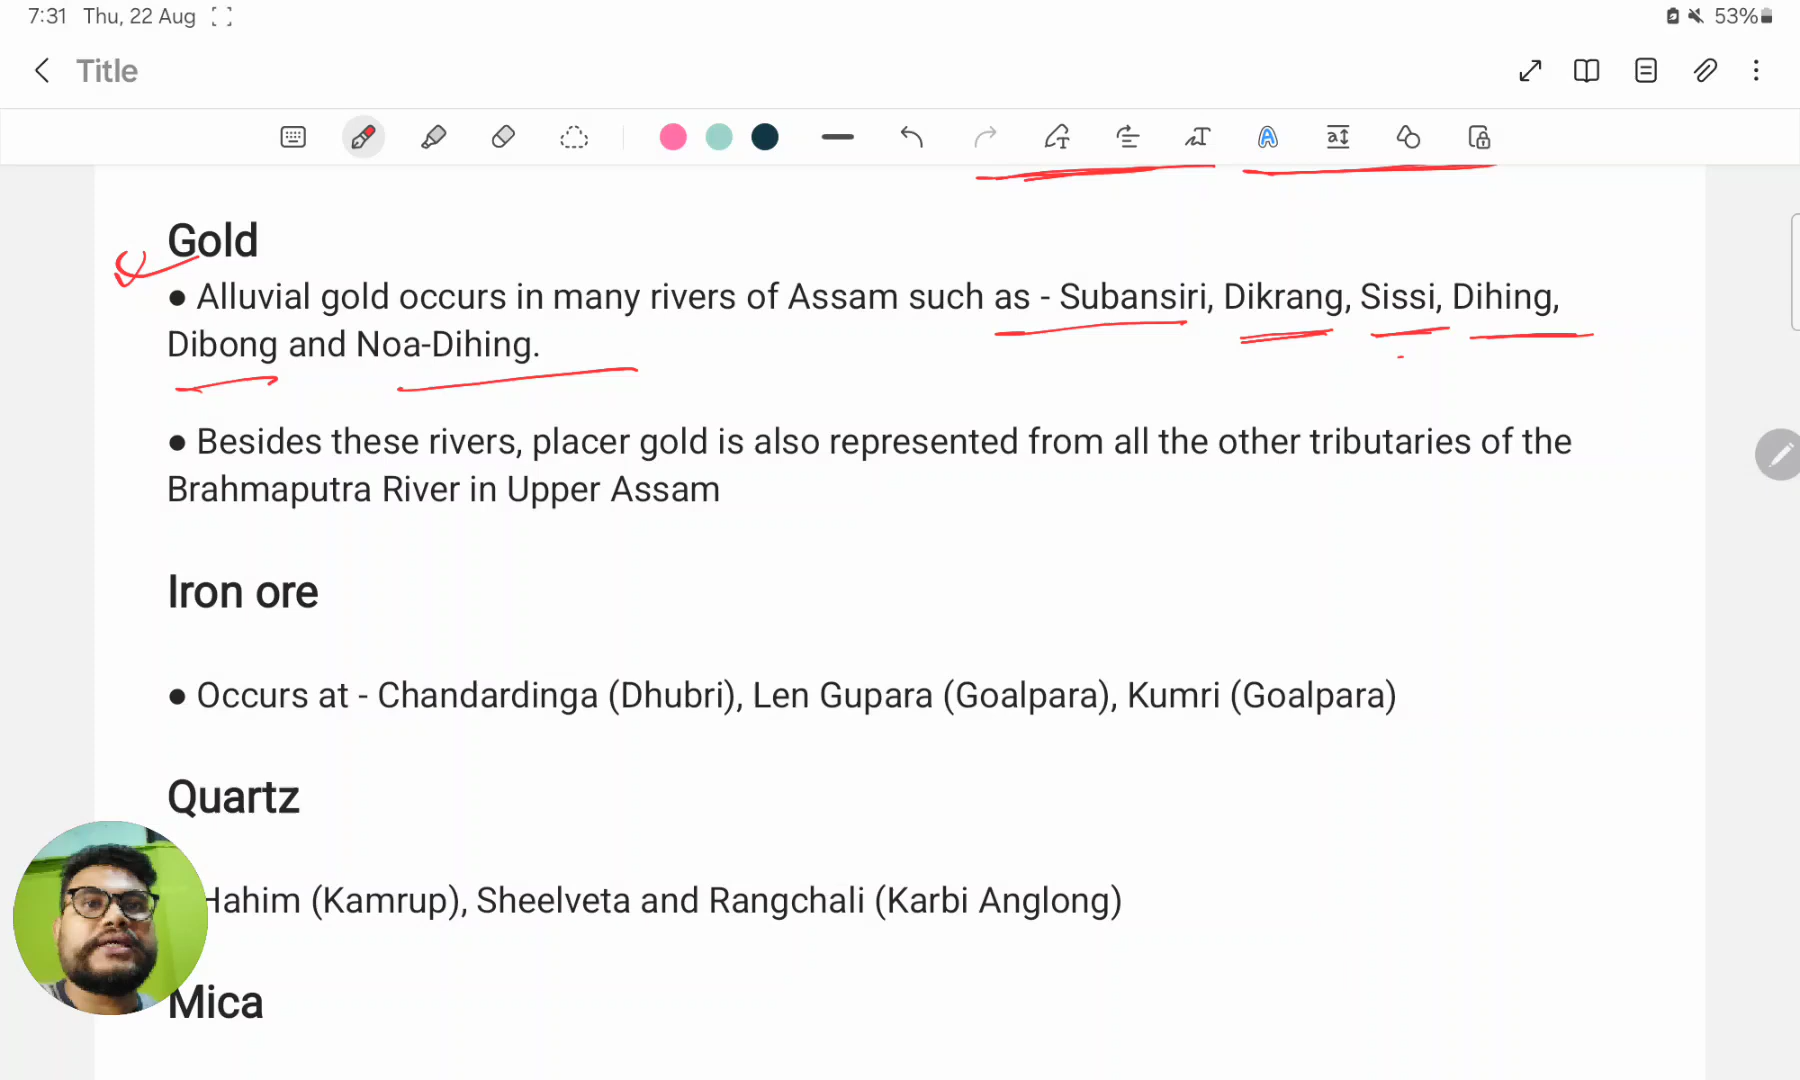 7:31 Thu, 22 Aug
53%
Title
Gold
● Alluvial gold occurs in many rivers of Assam such as - Subansiri, Dikrang, Sissi, Dihing,
Dibong and Noa-Dihing.
● Besides these rivers, placer gold is also represented from all the other tributaries of the
Brahmaputra River in Upper Assam
Iron ore
● Occurs at - Chandardinga (Dhubri), Len Gupara (Goalpara), Kumri (Goalpara)
Quartz
Hahim (Kamrup), Sheelveta and Rangchali (Karbi Anglong)
Mica